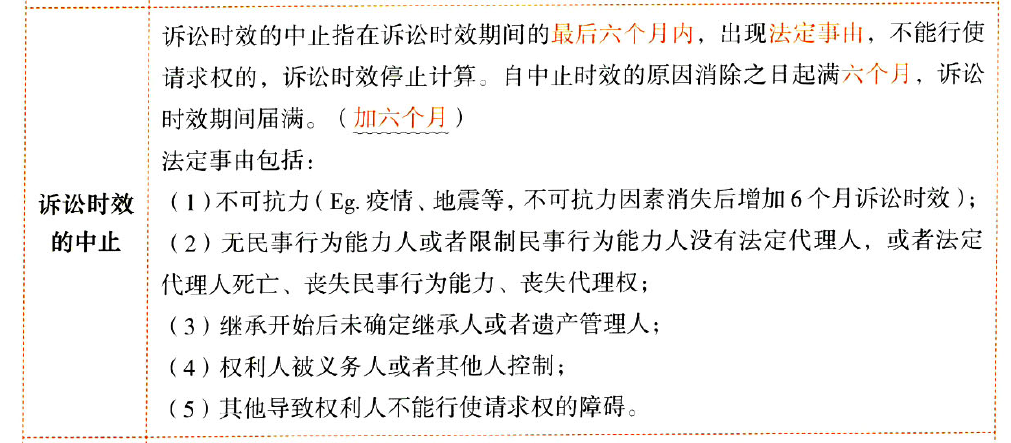 诉讼时效的中止指在诉讼时效期间的最后六个月内，出现法定事由，不能行使
请求权的，诉讼时效停止计算。自中止时效的原因消除之日起满六个月，诉讼
时效期间届满。（加六个月）
法定事由包括：
诉讼时效
的中止
（1）不可抗力（Eg. 疫情、地震等，不可抗力因素消失后增加6个月诉讼时效）；
（2）无民事行为能力人或者限制民事行为能力人没有法定代理人，或者法定
代理人死亡、丧失民事行为能力、丧失代理权；
（3）继承开始后未确定继承人或者遗产管理人；
（4）权利人被义务人或者其他人控制；
（5）其他导致权利人不能行使请求权的障碍。